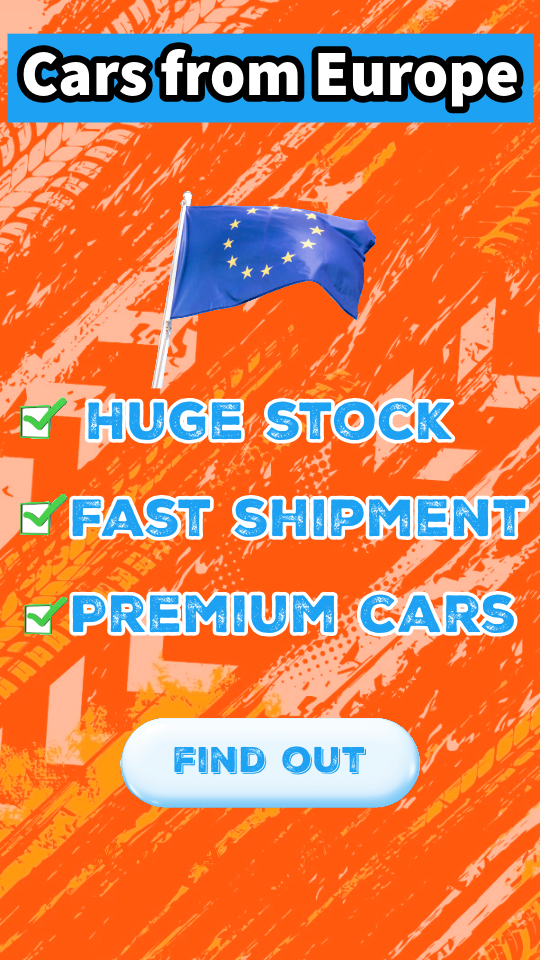 Cars from Europe
HUGE STOCK
FAST SHIPMENT
PREMIUM CARS
FIND OUT